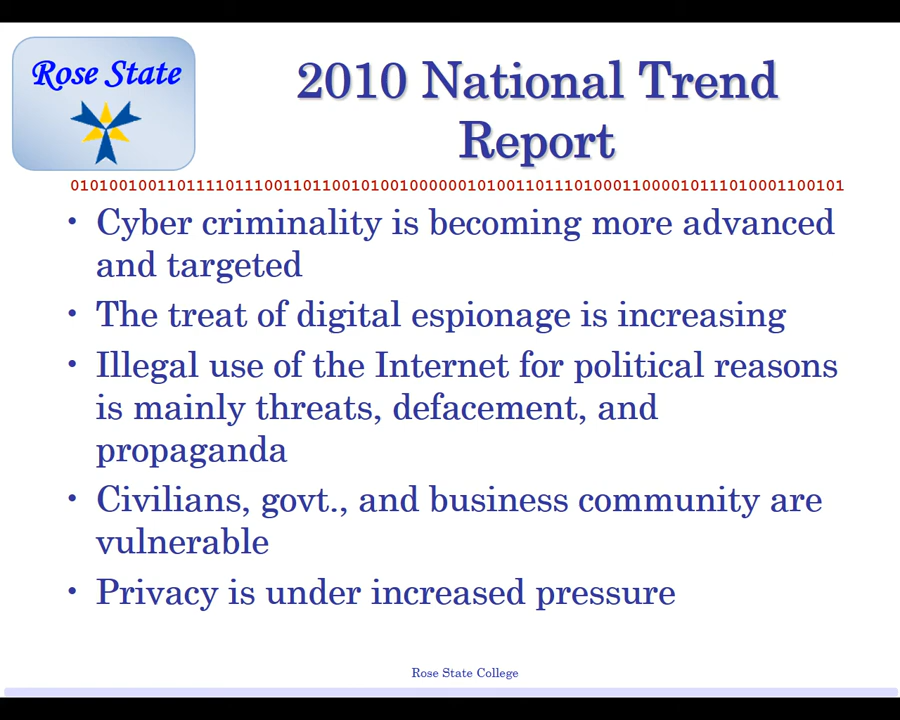 Rose State
2010 National Trend
Report
01010010011011110111001101100101001000000101001101110100011000010111010001100101
• Cyber criminality is becoming more advanced
and targeted
• The treat of digital espionage is increasing
• Illegal use of the Internet for political reasons
is mainly threats, defacement, and
propaganda
• Civilians, govt., and business community are
vulnerable
• Privacy is under increased pressure
Rose State College